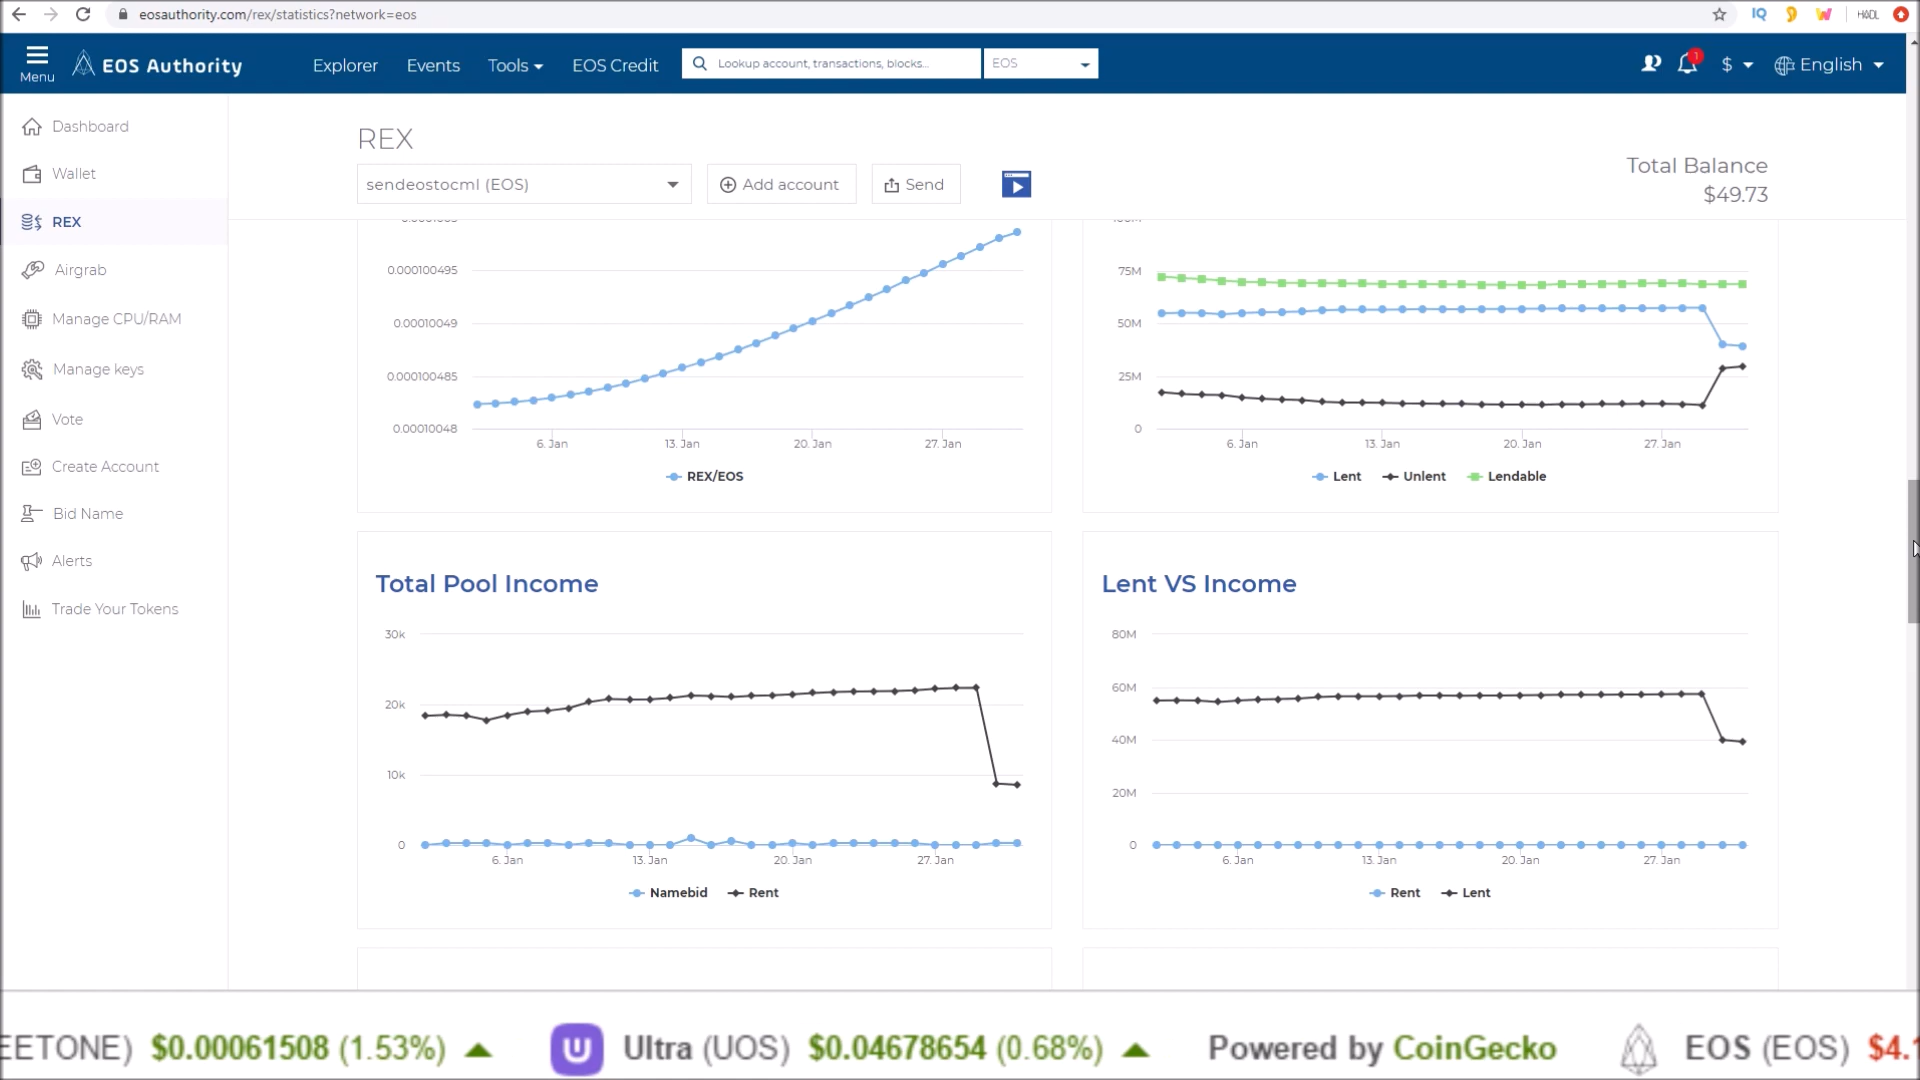 eosauthority.com/rex/statistics?network=eos
IQ
HODL
Menu
EOS Authority
Explorer
Events
Tools
EOS Credit
Lookup account, transactions, blocks...
EOS
1
$
English
Dashboard
Wallet
REX
Airgrab
Manage CPU/RAM
Manage keys
Vote
Create Account
Bid Name
Alerts
Trade Your Tokens
REX
sendeostocml (EOS)
Add account
Send
Total Balance
$49.73
0.000100495
0.00010049
0.000100485
0.00010048
6. Jan
13. Jan
20. Jan
27. Jan
REX/EOS
75M
50M
25M
0
6. Jan
13. Jan
20. Jan
27. Jan
Lent
Unlent
Lendable
Total Pool Income
30k
20k
10k
0
6. Jan
13. Jan
20. Jan
27. Jan
Namebid
Rent
Lent VS Income
80M
60M
40M
20M
0
6. Jan
13. Jan
20. Jan
27. Jan
Rent
Lent
EETONE) $0.00061508 (1.53%)
Ultra (UOS) $0.04678654 (0.68%)
Powered by CoinGecko
EOS (EOS) $4.1